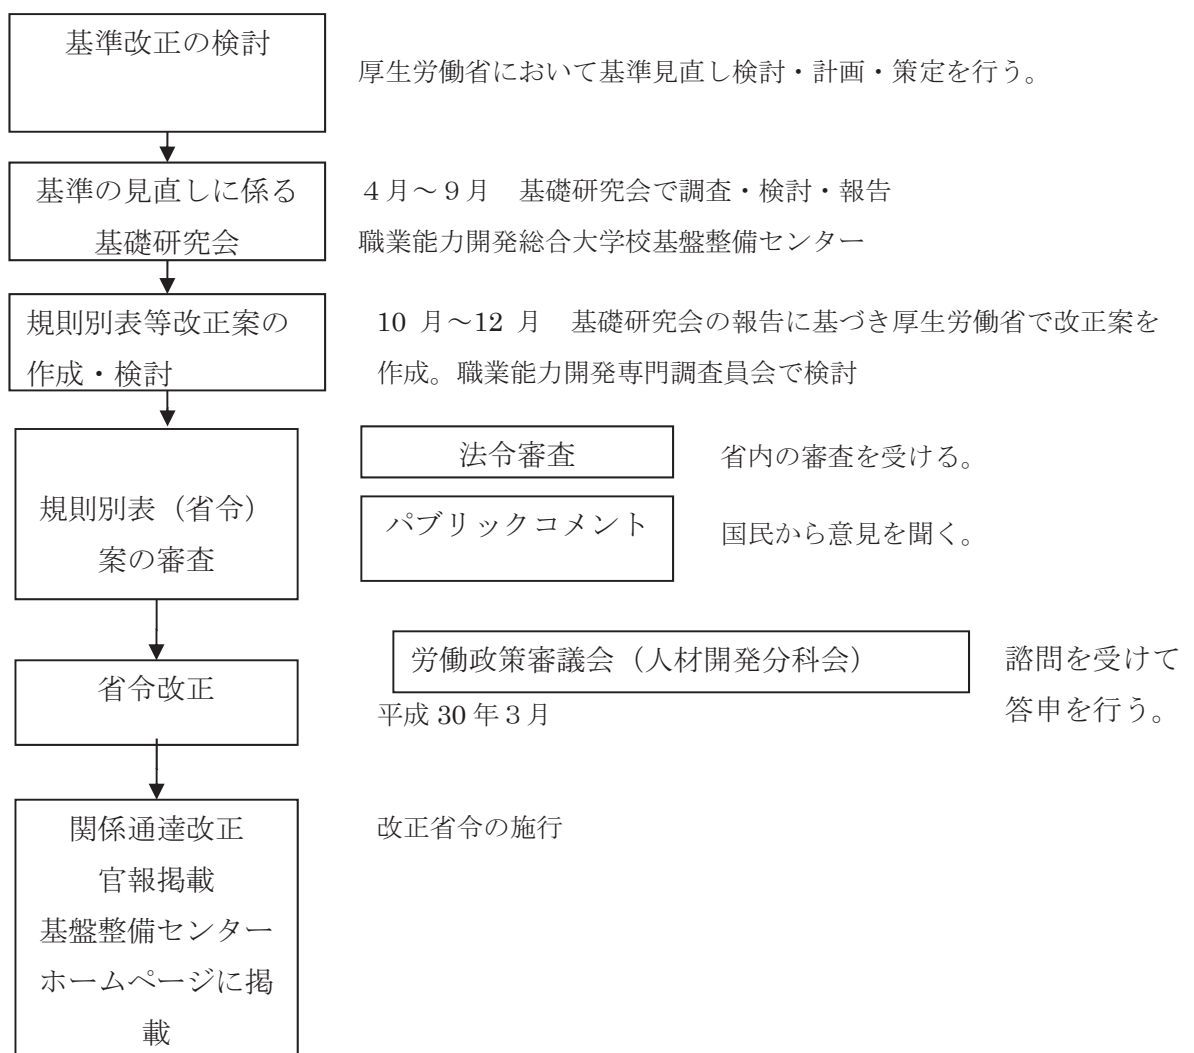 基準改正の検討
厚生労働省において基準見直し検討・計画・策定を行う。
基準の見直しに係る
基礎研究会
４月～９月　基礎研究会で調査・検討・報告
職業能力開発総合大学校基盤整備センター
規則別表等改正案の
作成・検討
10 月～12 月　基礎研究会の報告に基づき厚生労働省で改正案を
作成。職業能力開発専門調査員会で検討
規則別表（省令）
案の審査
法令審査
省内の審査を受ける。
パブリックコメント
国民から意見を聞く。
省令改正
労働政策審議会（人材開発分科会）
平成 30 年３月
諮問を受けて
答申を行う。
関係通達改正
官報掲載
基盤整備センター
ホームページに掲
載
改正省令の施行